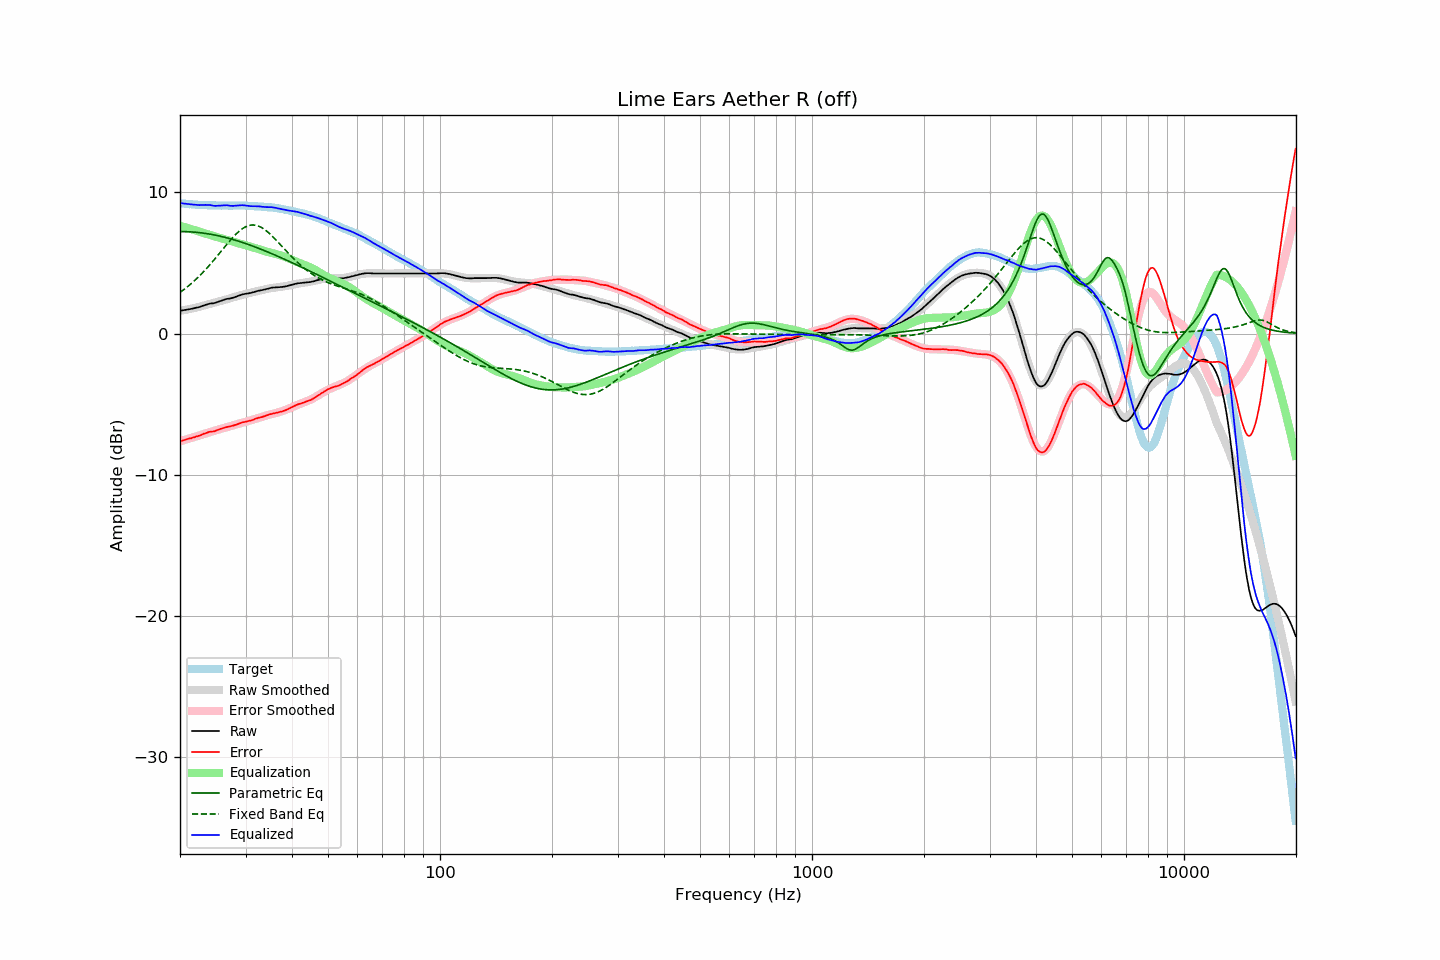 Lime Ears Aether R (off)
10
0
−10
−20
−30
Amplitude (dBr)
100
1000
10000
Frequency (Hz)
Target
Raw Smoothed
Error Smoothed
Raw
Error
Equalization
Parametric Eq
Fixed Band Eq
Equalized